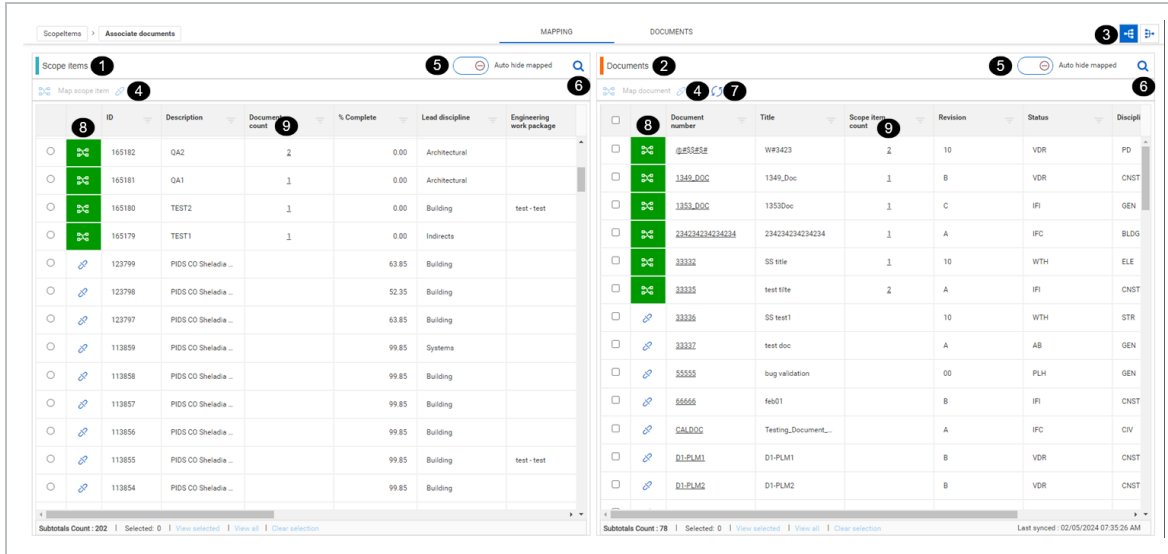 ScopeItems > Associate documents
MAPPING DOCUMENTS
3
Scope items 1 5 Auto hide mapped
Map scope item 4 6
8 ID Description Document count 9 % Complete Lead discipline Engineering work package
165182 QA2 2 0.00 Architectural
165181 QA1 1 0.00 Architectural
165180 TEST2 1 0.00 Building test - test
165179 TEST1 1 0.00 Indirects
123799 PIDS CO Sheladia ... 63.85 Building
123798 PIDS CO Sheladia ... 52.35 Building
123797 PIDS CO Sheladia ... 63.85 Building
113859 PIDS CO Sheladia ... 99.85 Systems
113858 PIDS CO Sheladia ... 99.85 Building
113857 PIDS CO Sheladia ... 99.85 Building
113856 PIDS CO Sheladia ... 99.85 Building
113855 PIDS CO Sheladia ... 99.85 Building test - test
113854 PIDS CO Sheladia ... 99.85 Building
Subtotals Count : 202 | Selected: 0 | View selected | View all | Clear selection
Documents 2 5 Auto hide mapped
Map document 4 7 6
8 Document number Title Scope item count 9 Revision Status Discipli
@#$$#$# W#3423 2 10 VDR PD
1349_DOC 1349_Doc 1 B VDR CNST
1353_DOC 1353Doc 1 C IFI GEN
234234234234234 234234234234234 1 A IFC BLDG
33332 SS title 1 10 WTH ELE
33335 test tilte 2 A IFI CNST
33336 SS test1 10 WTH STR
33337 test doc A AB GEN
55555 bug validation 00 PLH GEN
66666 feb01 B IFI CNST
CALDOC Testing_Document_... A IFC CIV
D1-PLM1 D1-PLM1 B VDR CNST
D1-PLM2 D1-PLM2 B VDR CNST
Subtotals Count : 78 | Selected: 0 | View selected | View all | Clear selection Last synced : 02/05/2024 07:35:26 AM